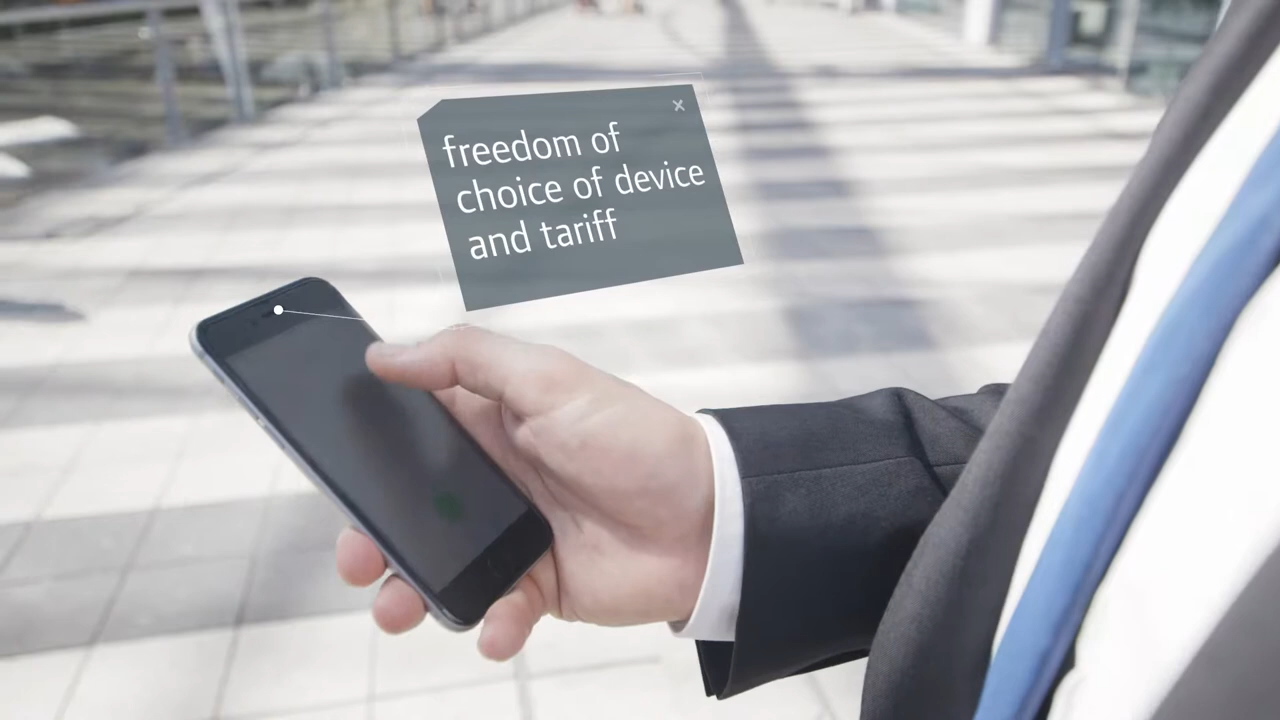 freedom of
choice of device
and tariff